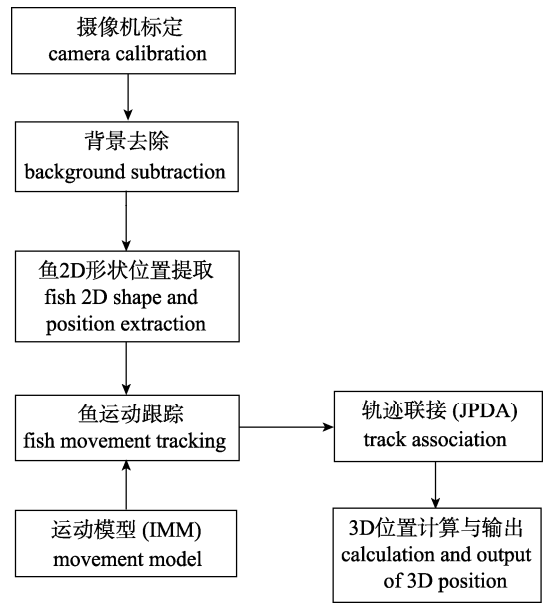 摄像机标定
camera calibration
背景去除
background subtraction
鱼2D形状位置提取
fish 2D shape and
position extraction
鱼运动跟踪
fish movement tracking
轨迹联接 (JPDA)
track association
运动模型 (IMM)
movement model
3D位置计算与输出
calculation and output
of 3D position